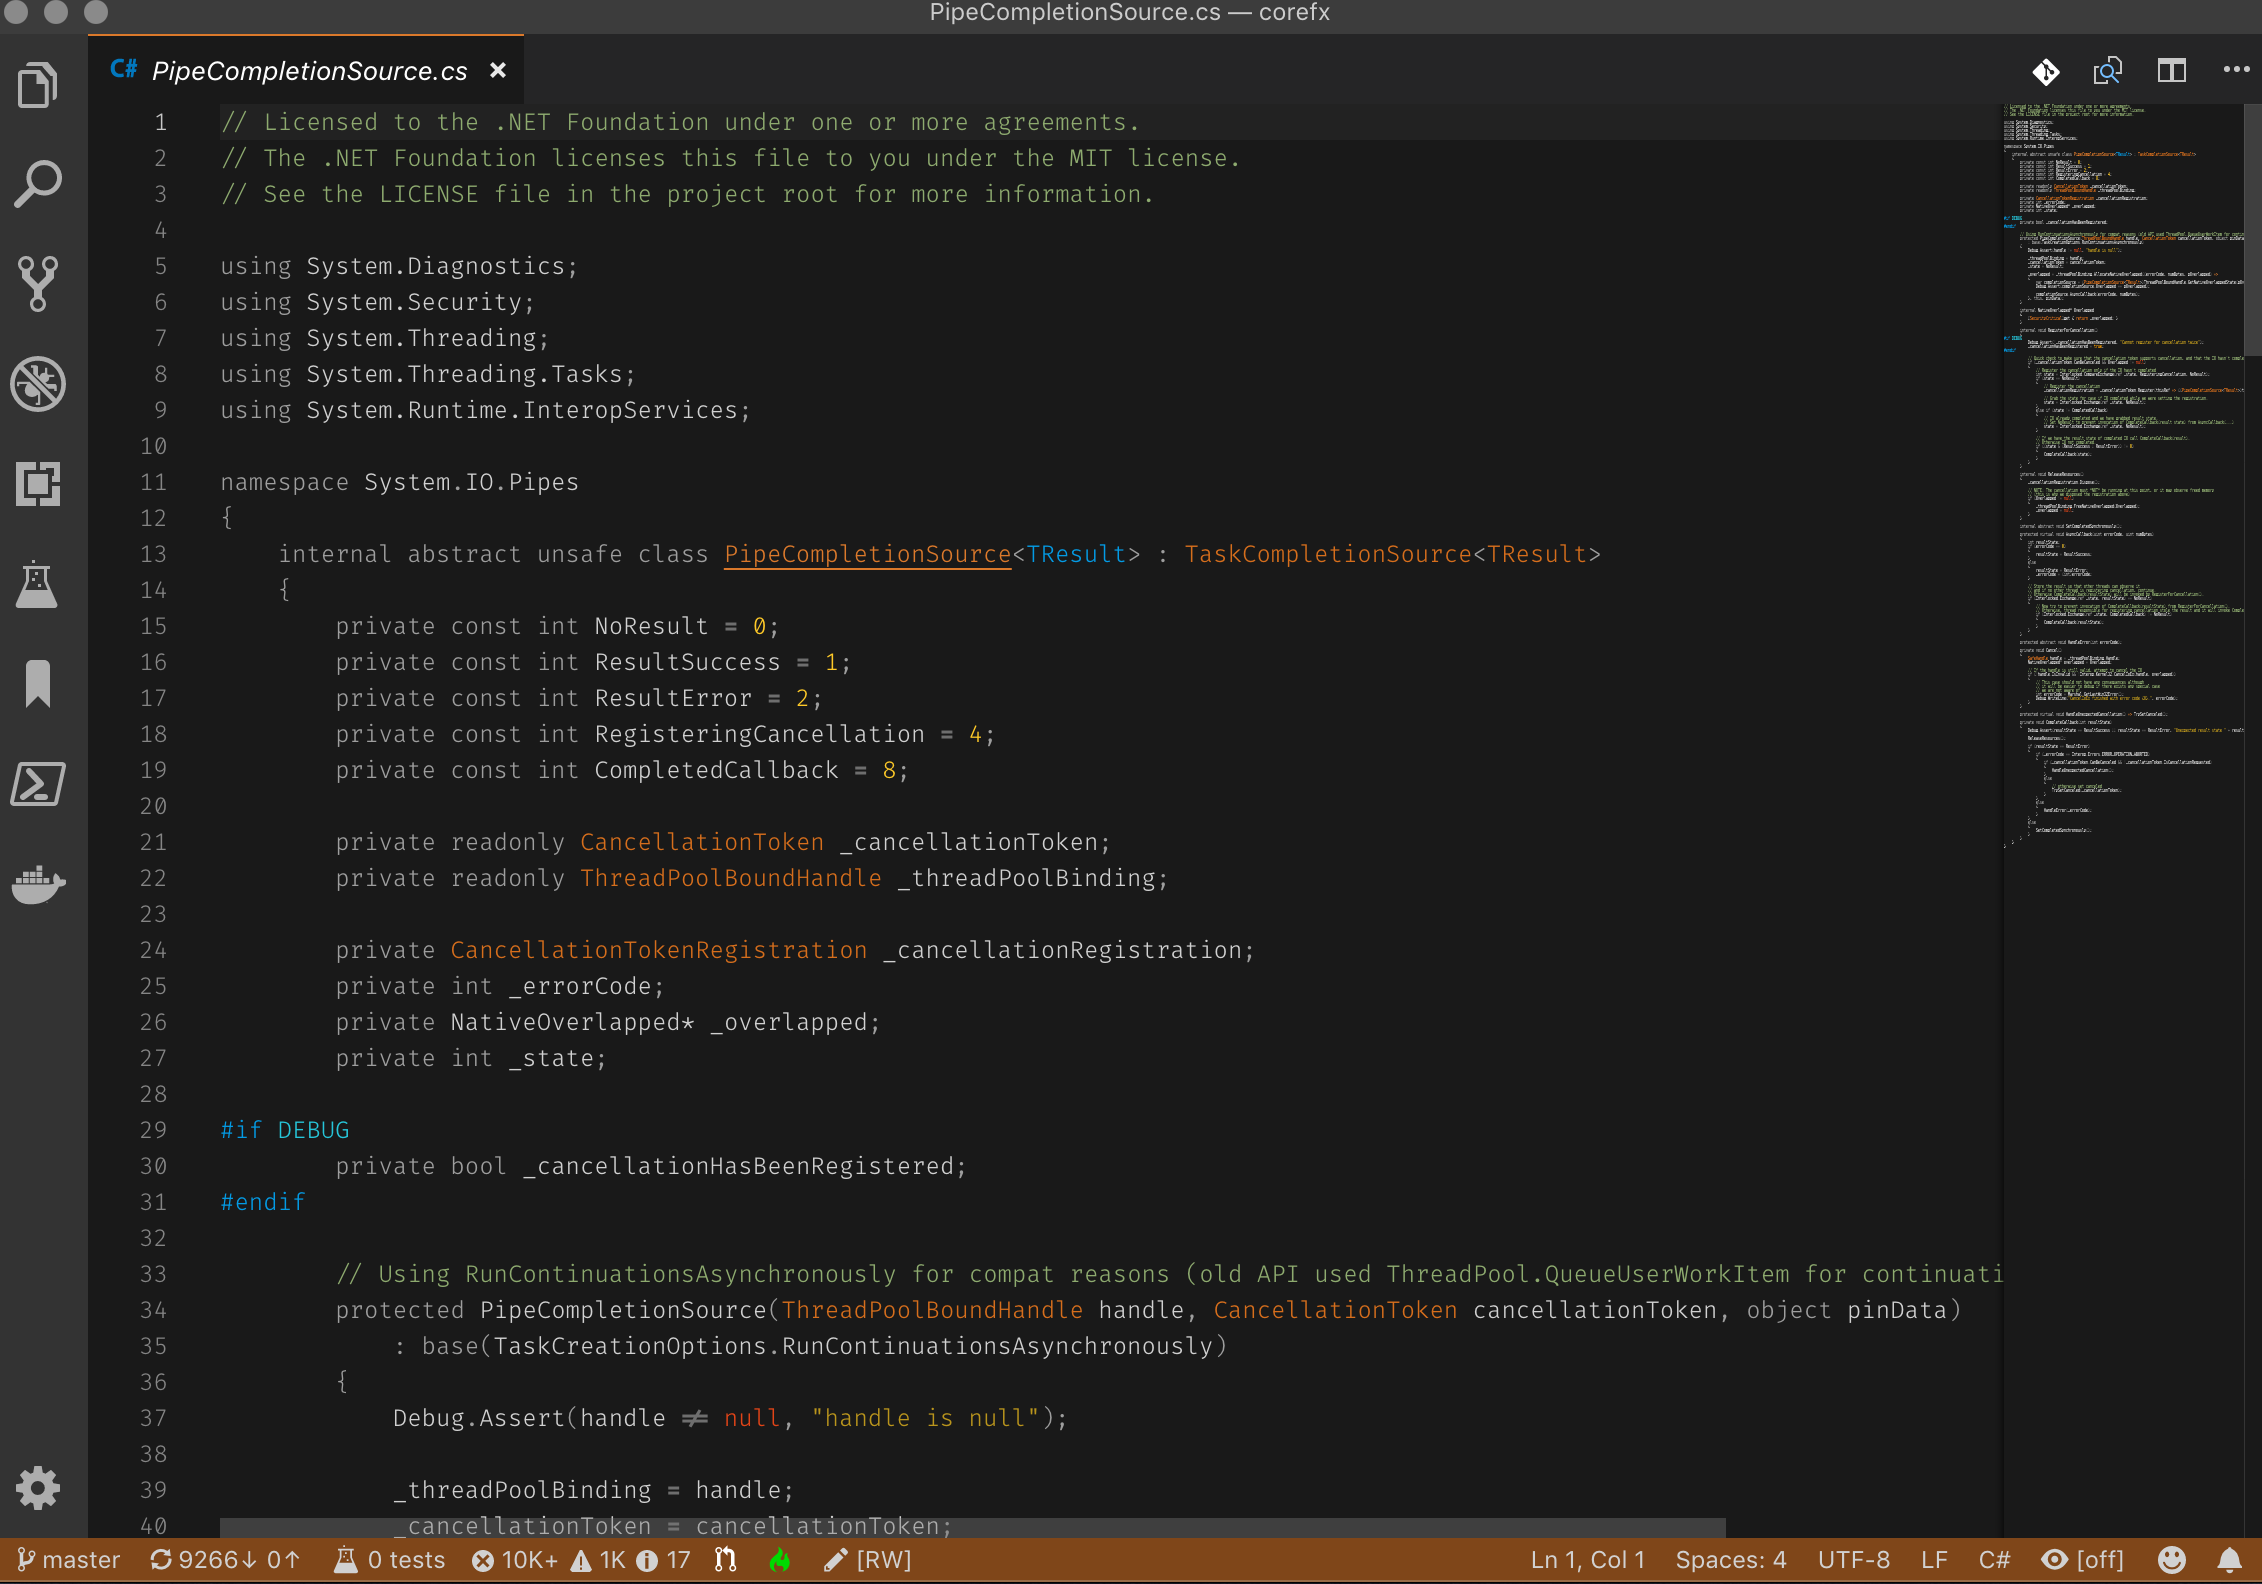 PipeCompletionSource.cs — corefx
C# PipeCompletionSource.cs ×
1 // Licensed to the .NET Foundation under one or more agreements.
2 // The .NET Foundation licenses this file to you under the MIT license.
3 // See the LICENSE file in the project root for more information.
4
5 using System.Diagnostics;
6 using System.Security;
7 using System.Threading;
8 using System.Threading.Tasks;
9 using System.Runtime.InteropServices;
10
11 namespace System.IO.Pipes
12 {
13     internal abstract unsafe class PipeCompletionSource<TResult> : TaskCompletionSource<TResult>
14     {
15         private const int NoResult = 0;
16         private const int ResultSuccess = 1;
17         private const int ResultError = 2;
18         private const int RegisteringCancellation = 4;
19         private const int CompletedCallback = 8;
20
21         private readonly CancellationToken _cancellationToken;
22         private readonly ThreadPoolBoundHandle _threadPoolBinding;
23
24         private CancellationTokenRegistration _cancellationRegistration;
25         private int _errorCode;
26         private NativeOverlapped* _overlapped;
27         private int _state;
28
29 #if DEBUG
30         private bool _cancellationHasBeenRegistered;
31 #endif
32
33         // Using RunContinuationsAsynchronously for compat reasons (old API used ThreadPool.QueueUserWorkItem for continuati
34         protected PipeCompletionSource(ThreadPoolBoundHandle handle, CancellationToken cancellationToken, object pinData)
35             : base(TaskCreationOptions.RunContinuationsAsynchronously)
36         {
37             Debug.Assert(handle ≠ null, "handle is null");
38
39             _threadPoolBinding = handle;
40             _cancellationToken = cancellationToken;
master 9266↓ 0↑ 0 tests 10K+ 1K 17 [RW] Ln 1, Col 1 Spaces: 4 UTF-8 LF C# [off]